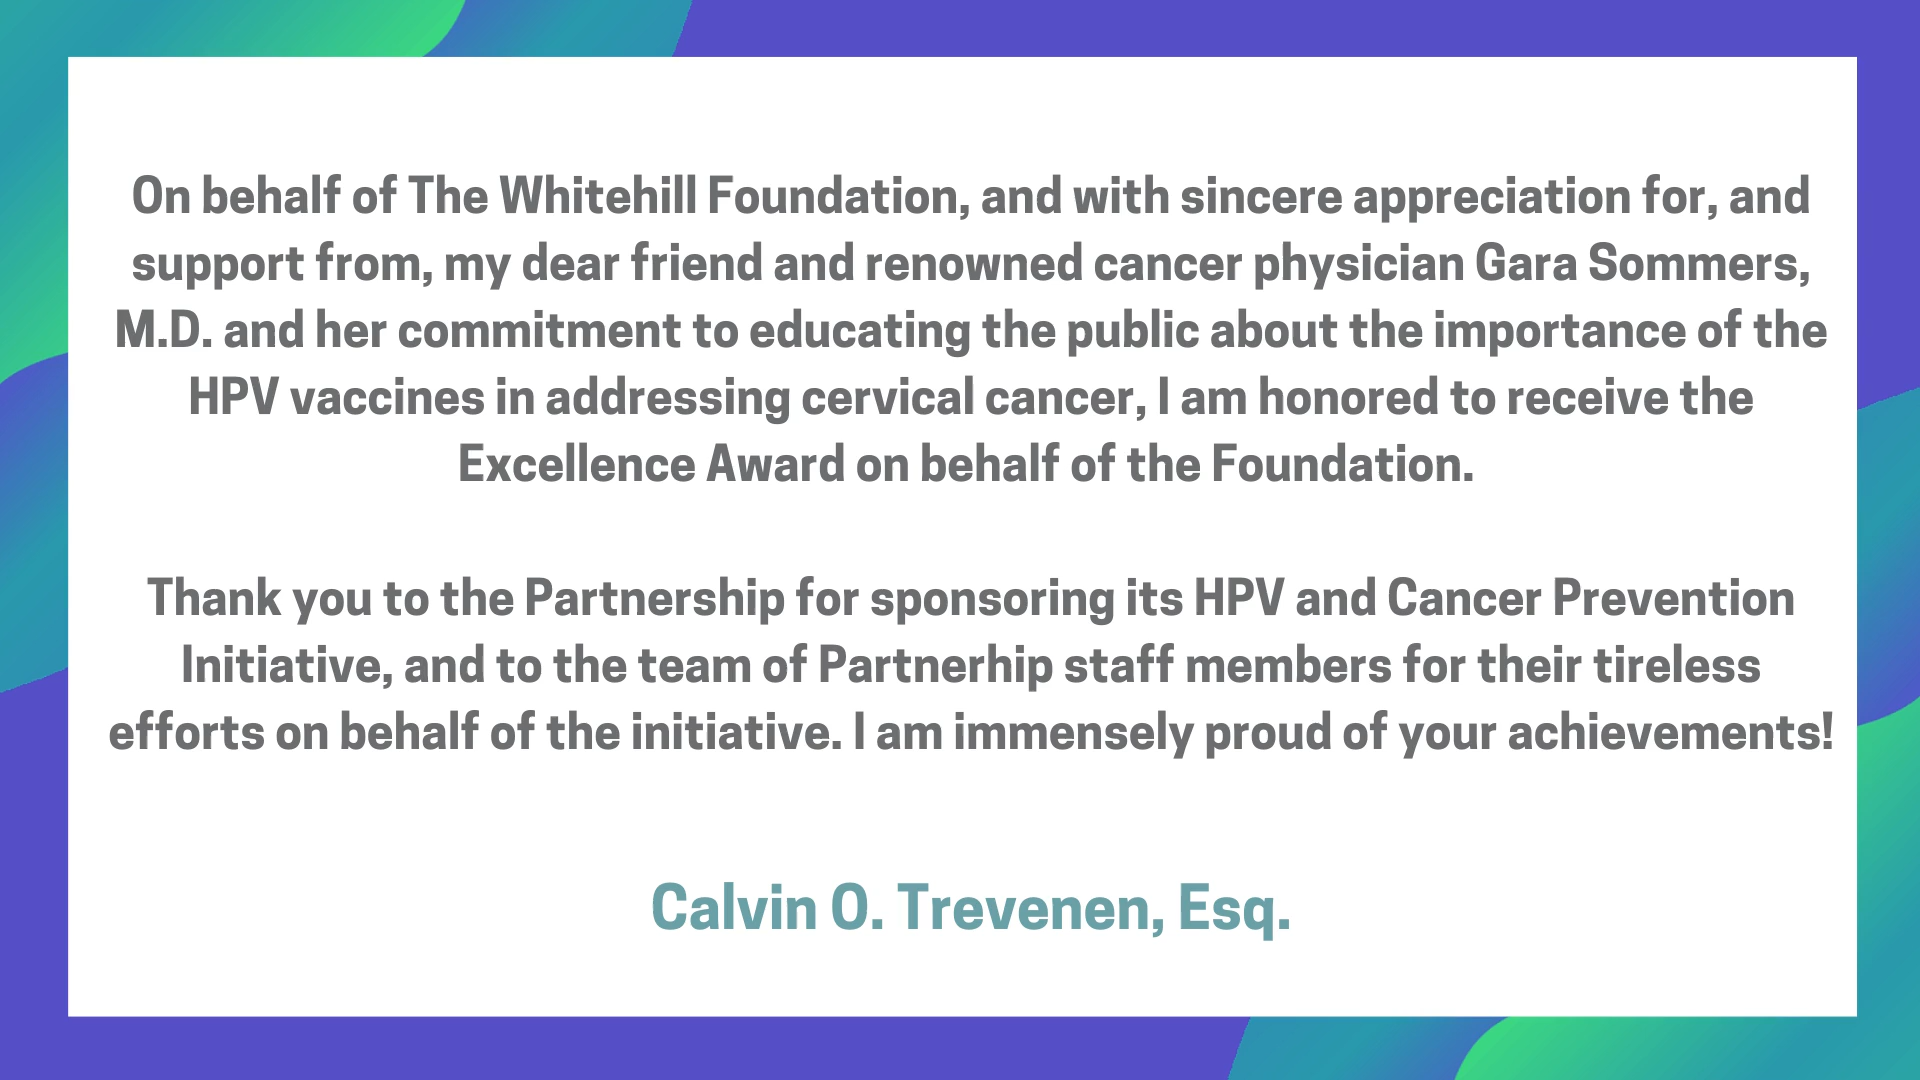 On behalf of The Whitehill Foundation, and with sincere appreciation for, and
support from, my dear friend and renowned cancer physician Gara Sommers,
M.D. and her commitment to educating the public about the importance of the
HPV vaccines in addressing cervical cancer, I am honored to receive the
Excellence Award on behalf of the Foundation.
Thank you to the Partnership for sponsoring its HPV and Cancer Prevention
Initiative, and to the team of Partnerhip staff members for their tireless
efforts on behalf of the initiative. I am immensely proud of your achievements!
Calvin O. Trevenen, Esq.